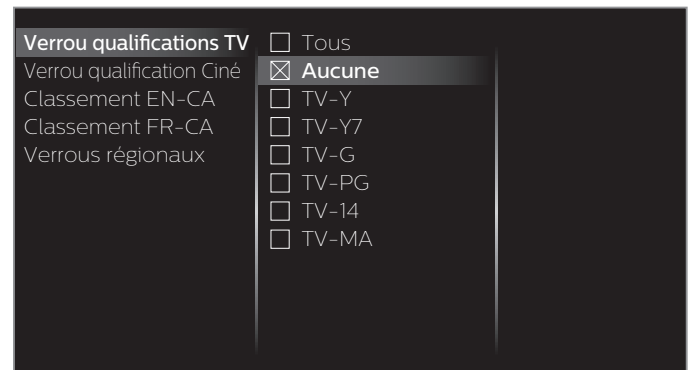 Verrou qualifications TV
Verrou qualification Ciné
Classement EN-CA
Classement FR-CA
Verrous régionaux
Tous
Aucune
TV-Y
TV-Y7
TV-G
TV-PG
TV-14
TV-MA